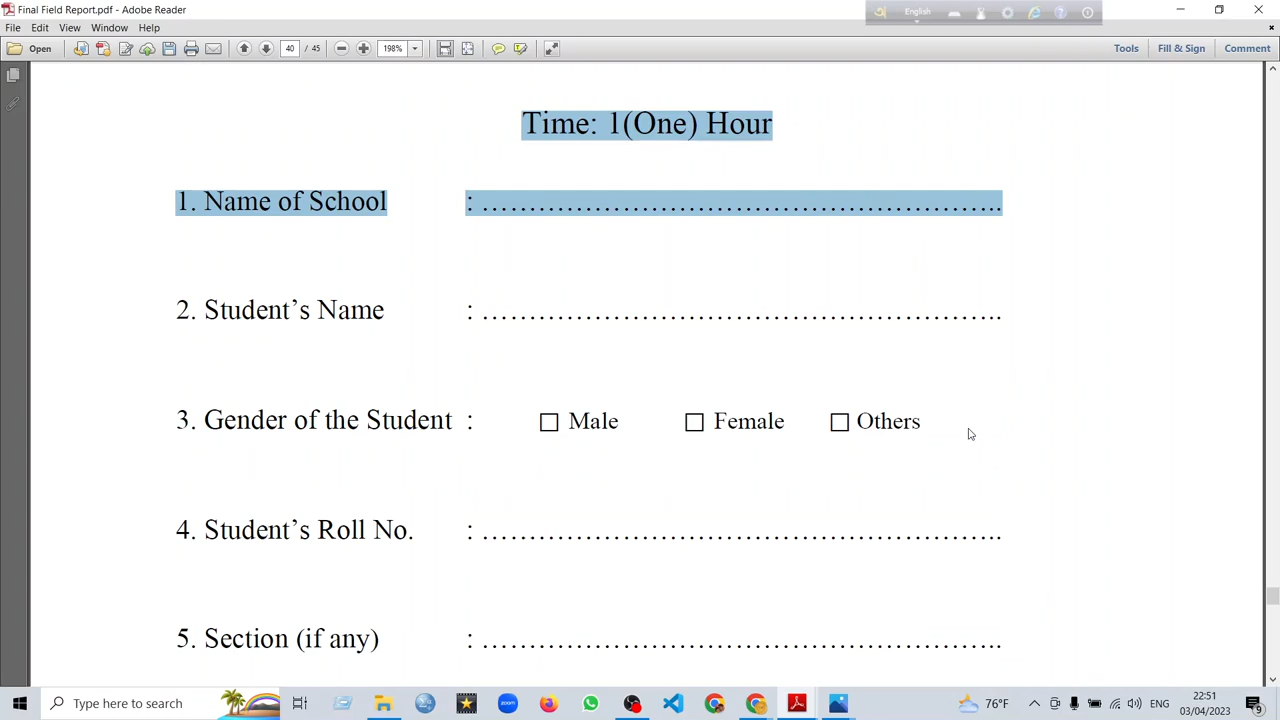 Final Field Report.pdf - Adobe Reader
English
File Edit View Window Help
Open 40 / 45 198% Tools Fill & Sign Comment
Time: 1(One) Hour
1. Name of School : …………………………………………………..
2. Student’s Name : …………………………………………………..
3. Gender of the Student : Male Female Others
4. Student’s Roll No. : …………………………………………………..
5. Section (if any) : …………………………………………………..
Type here to search
zoom
76°F
ENG
22:51
03/04/2023
9